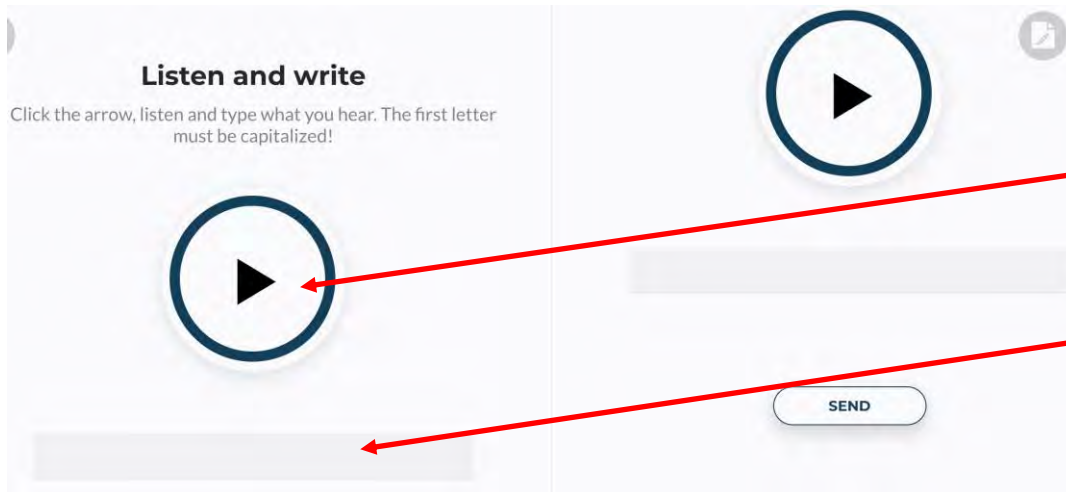 Listen and write
Click the arrow, listen and type what you hear. The first letter
must be capitalized!
SEND